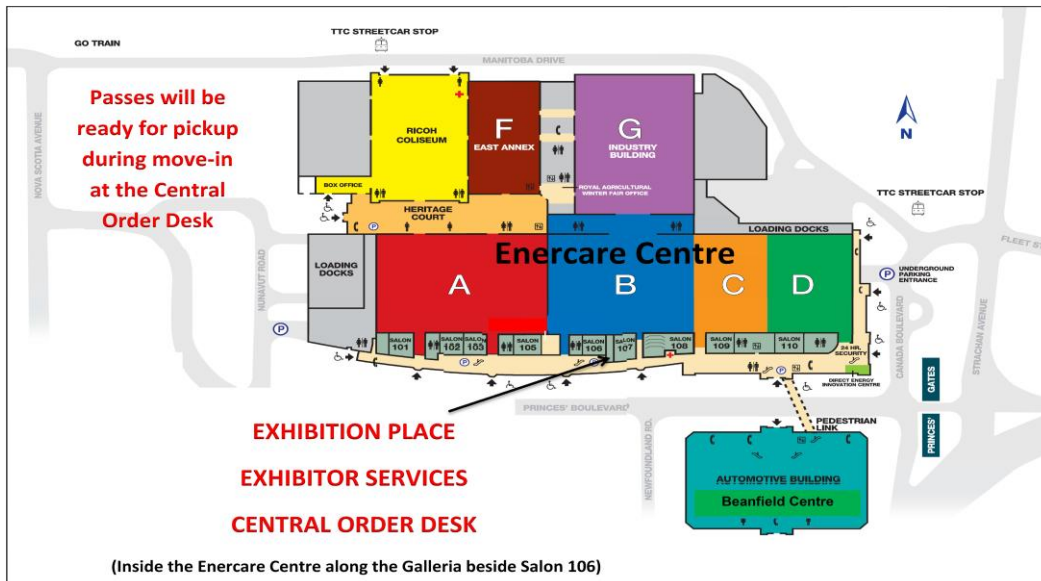 TTC STREETCAR STOP
GO TRAIN
MANITOBA DRIVE
Passes will be
ready for pickup
during move-in
at the Central
Order Desk
NOVA SCOTIA AVENUE
RICOH
COLISEUM
F
EAST ANNEX
G
INDUSTRY
BUILDING
N
BOX OFFICE
ROYAL AGRICULTURAL
WINTER FAIR OFFICE
TTC STREETCAR STOP
HERITAGE
COURT
P
LOADING DOCKS
FLEET ST.
Enercare Centre
LOADING
DOCKS
NUNAVUT ROAD
A
B
C
D
P
UNDERGROUND
PARKING
ENTRANCE
P
CANADA BOULEVARD
STRACHAN AVENUE
SALON
101
SALON
102
SALON
103
SALON
105
SALON
106
SALON
107
SALON
108
SALON
109
SALON
110
24 HR.
SECURITY
P
P
P
DIRECT ENERGY
INNOVATION CENTRE
GATES
PRINCES'
PRINCES' BOULEVARD
NEWFOUNDLAND RD.
PEDESTRIAN
LINK
EXHIBITION PLACE
EXHIBITOR SERVICES
CENTRAL ORDER DESK
AUTOMOTIVE BUILDING
Beanfield Centre
(Inside the Enercare Centre along the Galleria beside Salon 106)